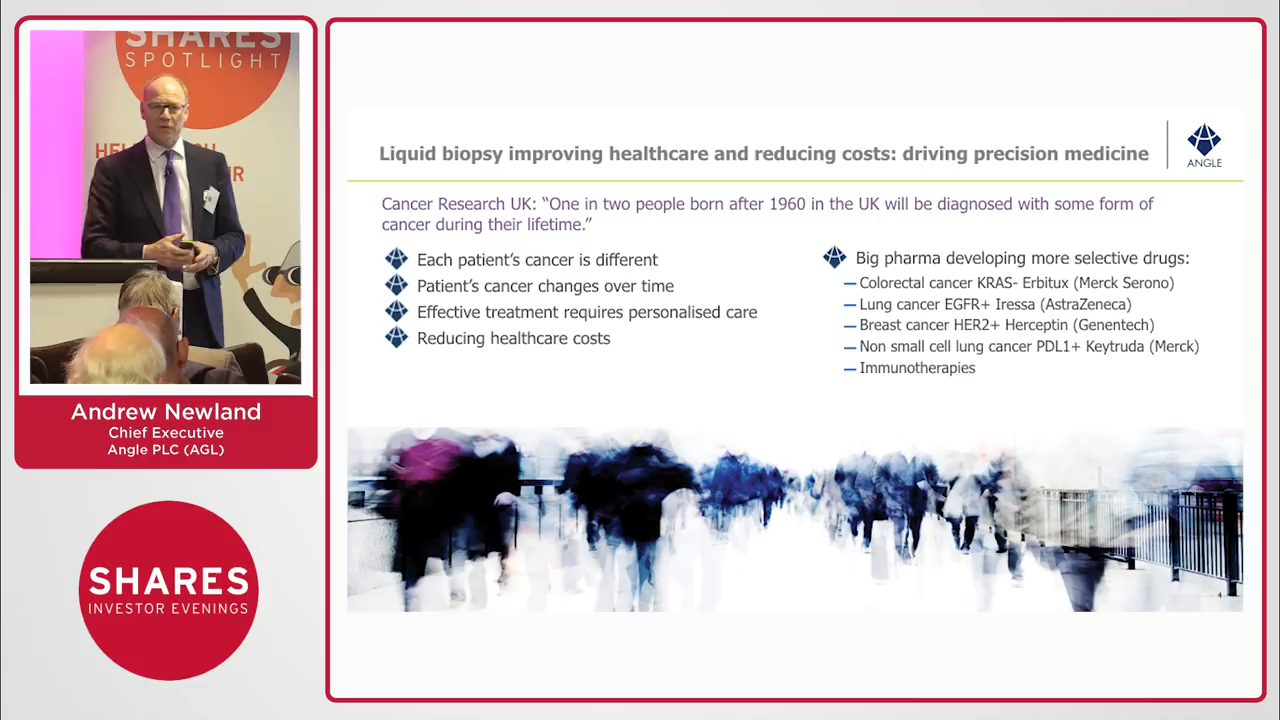 SHARES
SPOTLIGHT
Andrew Newland
Chief Executive
Angle PLC (AGL)
SHARES
INVESTOR EVENINGS
Liquid biopsy improving healthcare and reducing costs: driving precision medicine
ANGLE
Cancer Research UK: “One in two people born after 1960 in the UK will be diagnosed with some form of
cancer during their lifetime.”
Each patient’s cancer is different
Patient’s cancer changes over time
Effective treatment requires personalised care
Reducing healthcare costs
Big pharma developing more selective drugs:
—Colorectal cancer KRAS- Erbitux (Merck Serono)
—Lung cancer EGFR+ Iressa (AstraZeneca)
—Breast cancer HER2+ Herceptin (Genentech)
—Non small cell lung cancer PDL1+ Keytruda (Merck)
—Immunotherapies
4